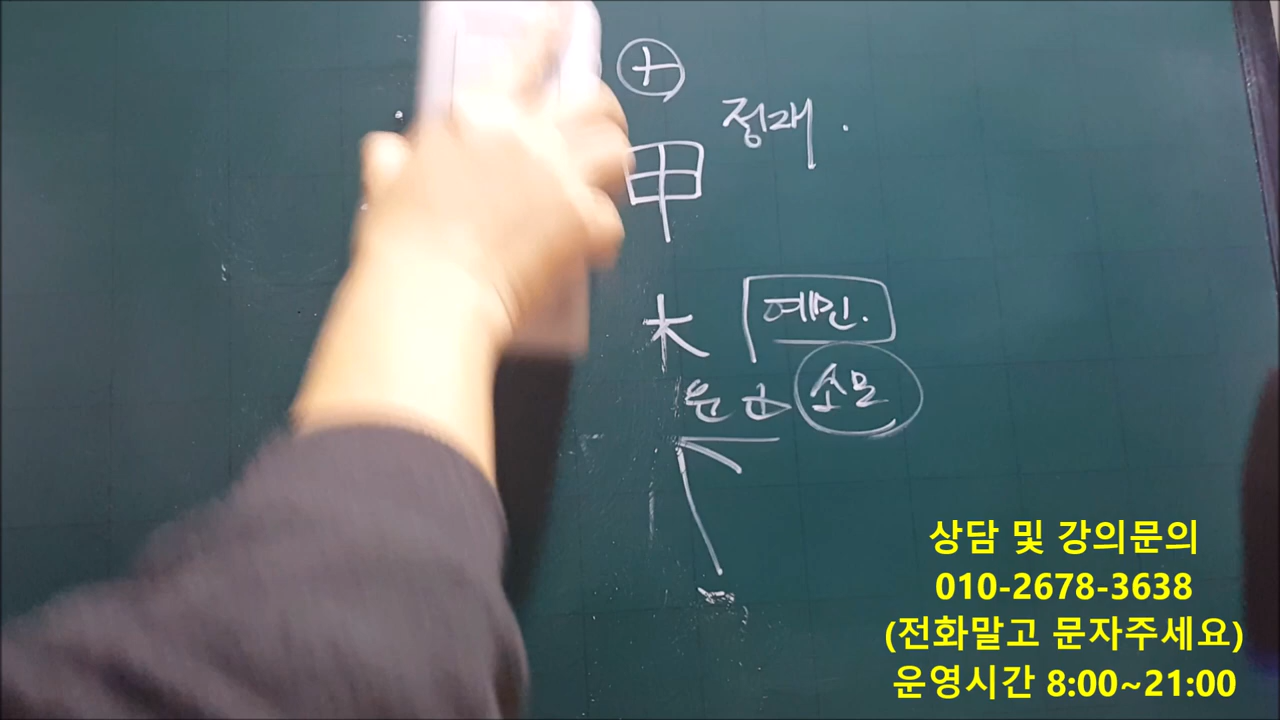 +
정재.
甲
木
예민.
소모
상담 및 강의문의
010-2678-3638
(전화말고 문자주세요)
운영시간 8:00~21:00